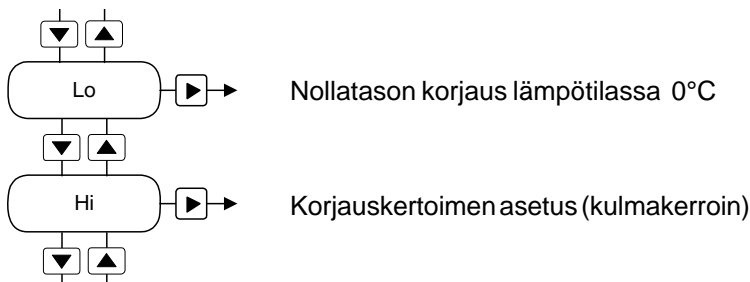 Lo
Nollatason korjaus lämpötilassa 0°C
Hi
Korjauskertoimen asetus (kulmakerroin)